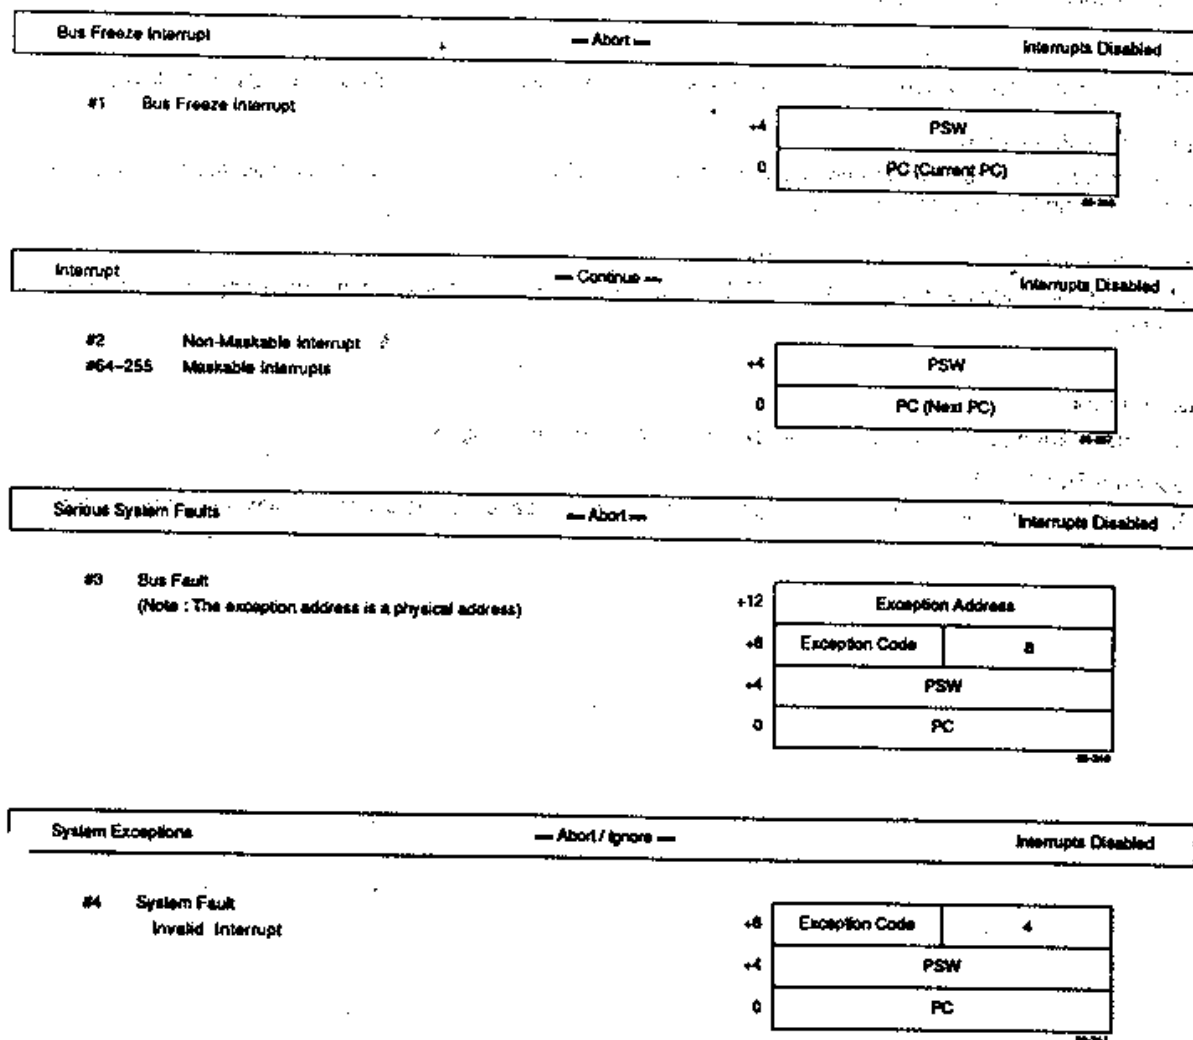 Bus Freeze Interrupt — Abort — Interrupts Disabled
#1 Bus Freeze Interrupt
+4 PSW
0 PC (Current PC)
Interrupt — Continue — Interrupts Disabled
#2 Non-Maskable Interrupt
#64–255 Maskable Interrupts
+4 PSW
0 PC (Next PC)
Serious System Faults — Abort — Interrupts Disabled
#3 Bus Fault
(Note : The exception address is a physical address)
+12 Exception Address
+8 Exception Code
+4 PSW
0 PC
System Exceptions — Abort / Ignore — Interrupts Disabled
#4 System Fault
Invalid Interrupt
+8 Exception Code 4
+4 PSW
0 PC